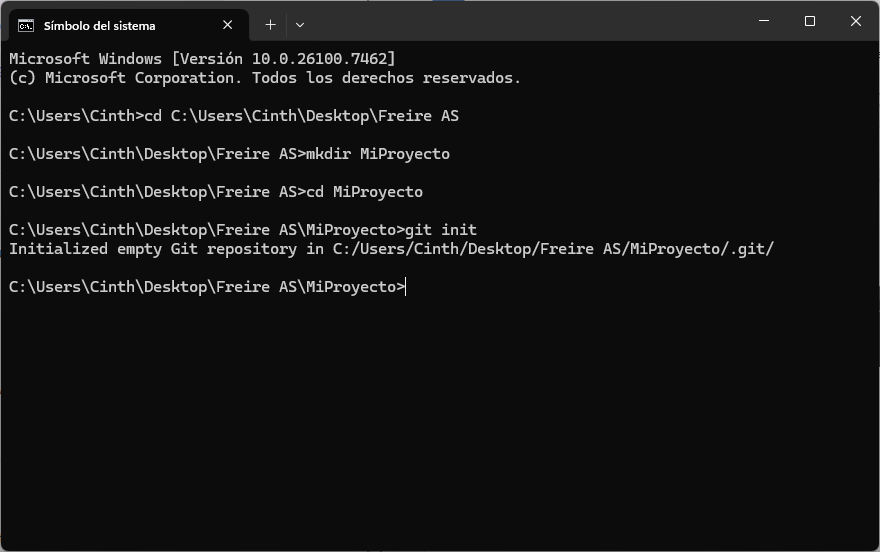 Símbolo del sistema
Microsoft Windows [Versión 10.0.26100.7462]
(c) Microsoft Corporation. Todos los derechos reservados.
C:\Users\Cinth>cd C:\Users\Cinth\Desktop\Freire AS
C:\Users\Cinth\Desktop\Freire AS>mkdir MiProyecto
C:\Users\Cinth\Desktop\Freire AS>cd MiProyecto
C:\Users\Cinth\Desktop\Freire AS\MiProyecto>git init
Initialized empty Git repository in C:/Users/Cinth/Desktop/Freire AS/MiProyecto/.git/
C:\Users\Cinth\Desktop\Freire AS\MiProyecto>